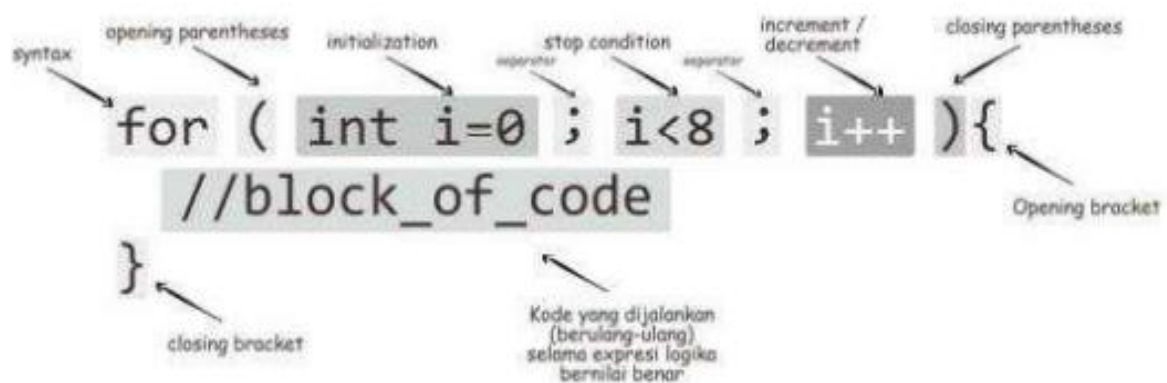 syntax
opening parentheses
initialization
separator
stop condition
separator
increment /
decrement
closing parentheses
for ( int i=0 ; i<8 ; i++ ){
//block_of_code
}
Opening bracket
closing bracket
Kode yang dijalankan
(berulang-ulang)
selama expresi logika
bernilai benar